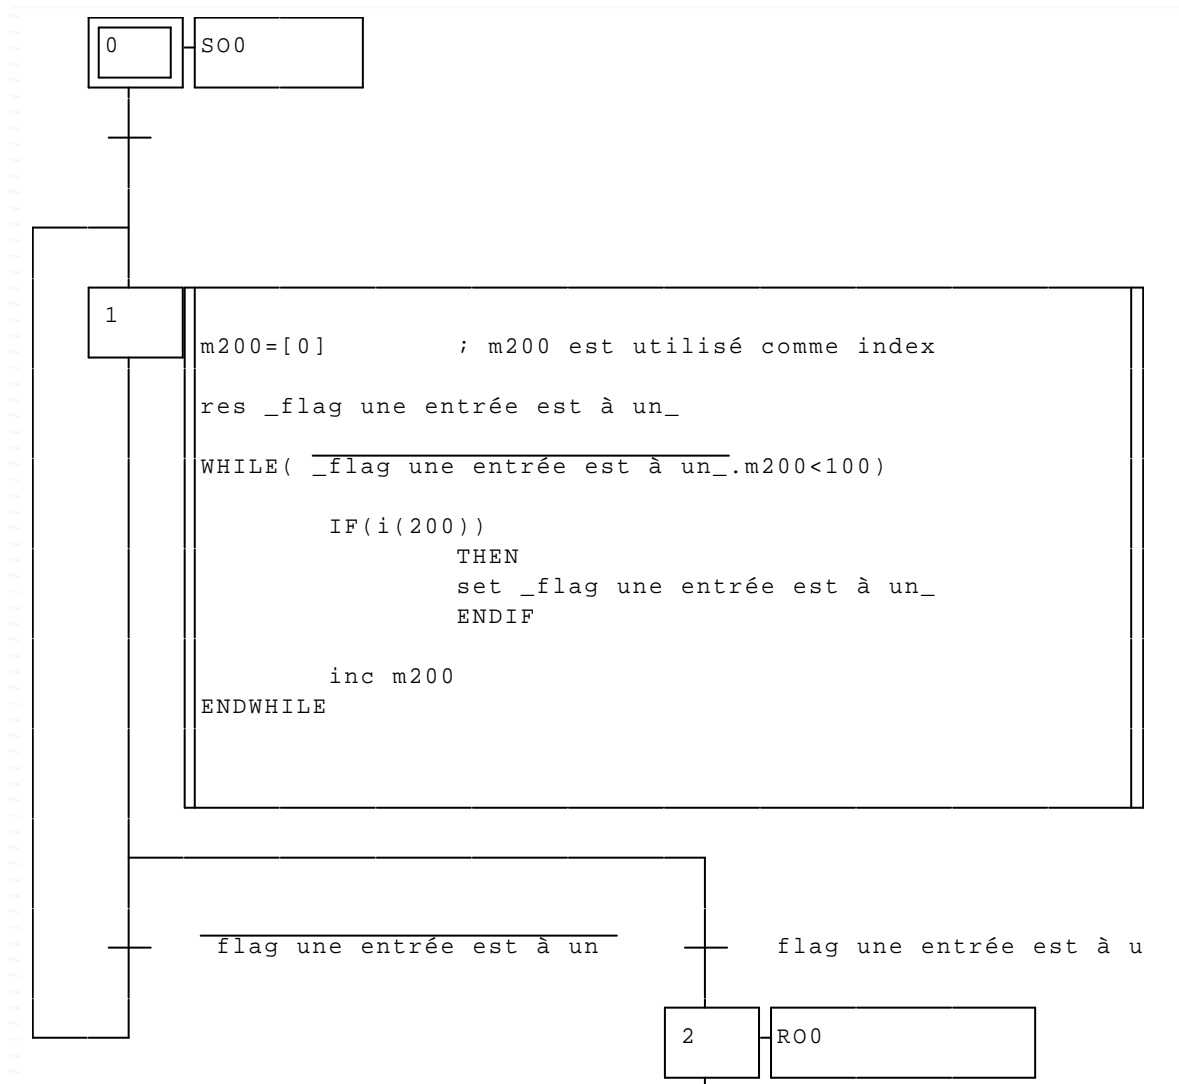 0 SO0
1
m200=[0] ; m200 est utilisé comme index
res _flag une entrée est à un_
WHILE( _flag une entrée est à un_.m200<100)
IF(i(200))
THEN
set _flag une entrée est à un_
ENDIF
inc m200
ENDWHILE
flag une entrée est à un flag une entrée est à u
2 RO0